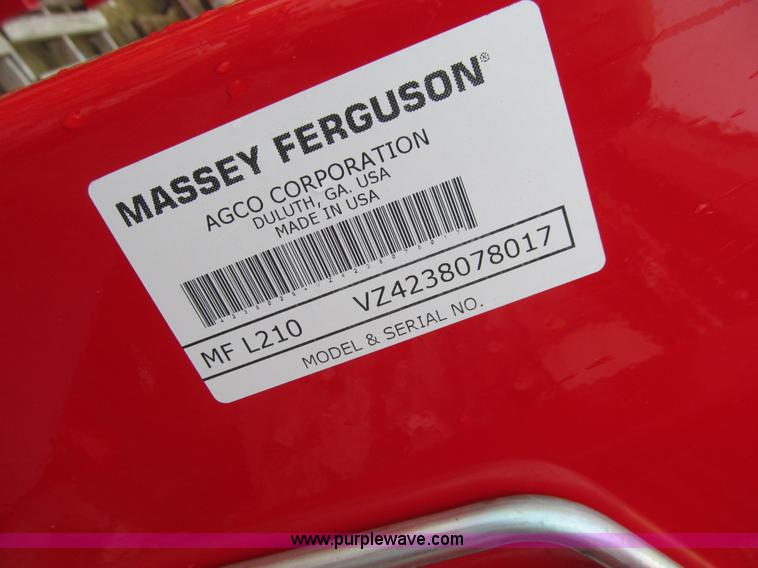 MASSEY FERGUSON®
AGCO CORPORATION
DULUTH, GA. USA
MADE IN USA
MF L210 VZ4238078017
MODEL & SERIAL NO.
www.purplewave.com